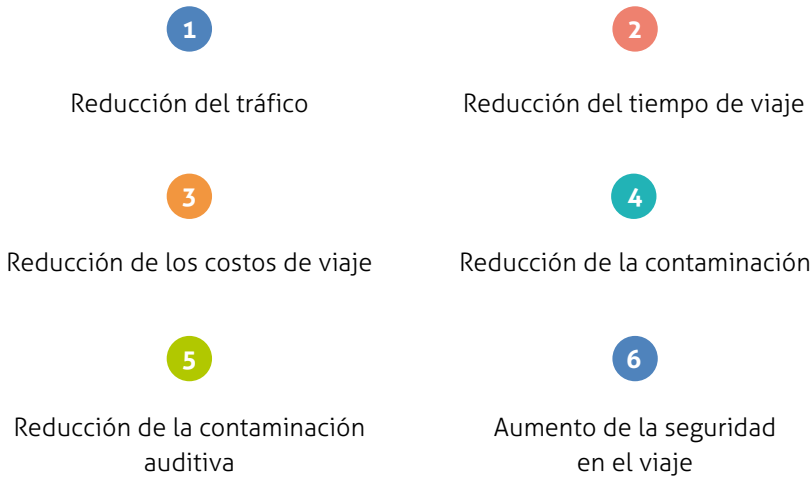 1
Reducción del tráfico
2
Reducción del tiempo de viaje
3
Reducción de los costos de viaje
4
Reducción de la contaminación
5
Reducción de la contaminación
auditiva
6
Aumento de la seguridad
en el viaje